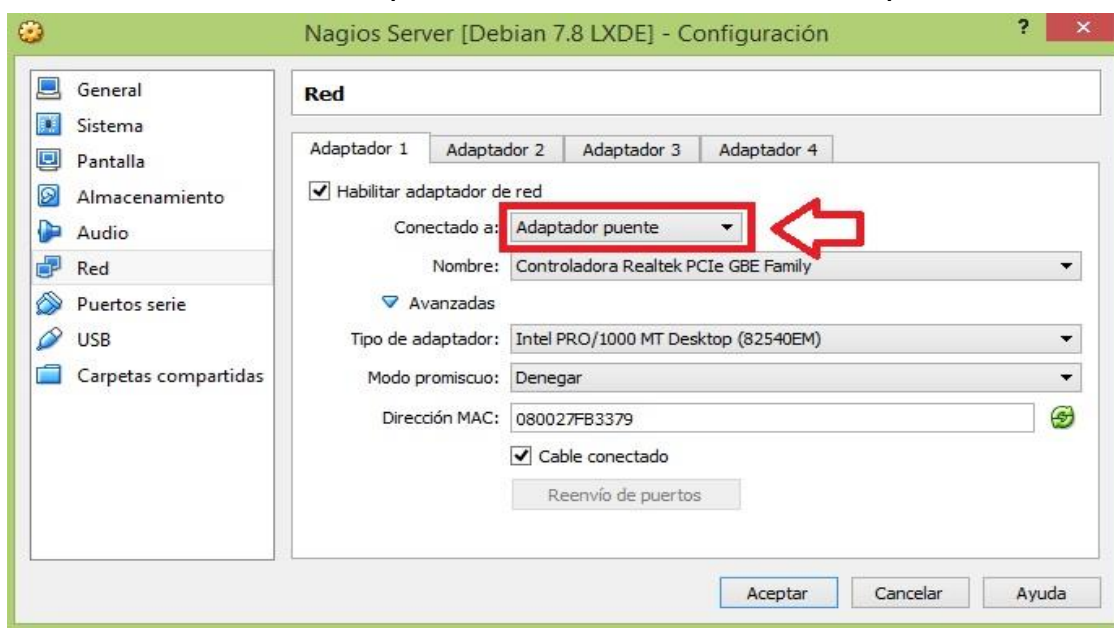 Nagios Server [Debian 7.8 LXDE] - Configuración ? ×
General
Sistema
Pantalla
Almacenamiento
Audio
Red
Puertos serie
USB
Carpetas compartidas
Red
Adaptador 1 Adaptador 2 Adaptador 3 Adaptador 4
Habilitar adaptador de red
Conectado a: Adaptador puente
Nombre: Controladora Realtek PCIe GBE Family
Avanzadas
Tipo de adaptador: Intel PRO/1000 MT Desktop (82540EM)
Modo promiscuo: Denegar
Dirección MAC: 080027FB3379
Cable conectado
Reenvío de puertos
Aceptar Cancelar Ayuda